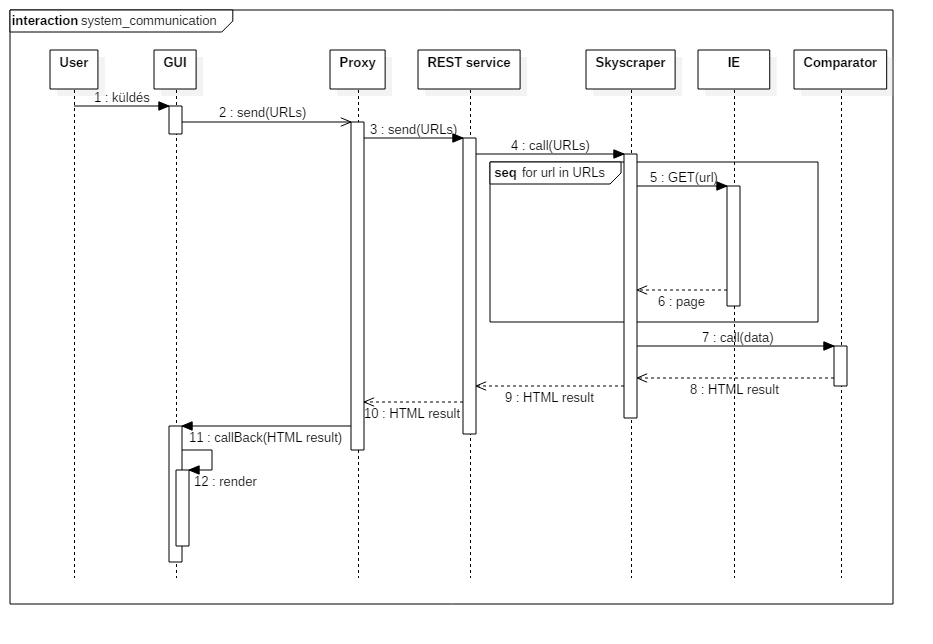 interaction system_communication
User
GUI
Proxy
REST service
Skyscraper
IE
Comparator
1 : küldés
2 : send(URLs)
3 : send(URLs)
4 : call(URLs)
seq for url in URLs
5 : GET(url)
6 : page
7 : call(data)
8 : HTML result
9 : HTML result
10 : HTML result
11 : callBack(HTML result)
12 : render